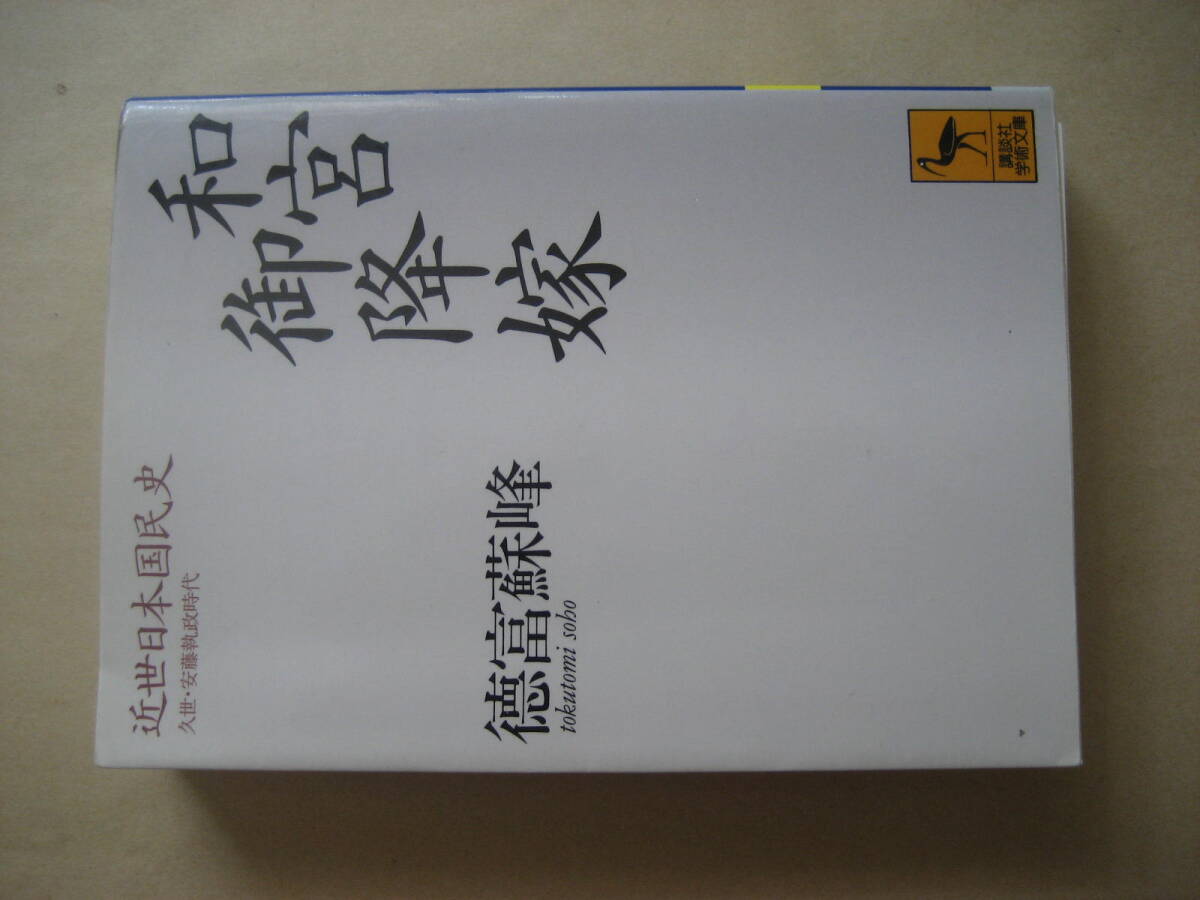 近世日本国民史
久世・安藤執政時代
和宮
御降嫁
徳富蘇峰
tokutomi soho
講談社
学術文庫